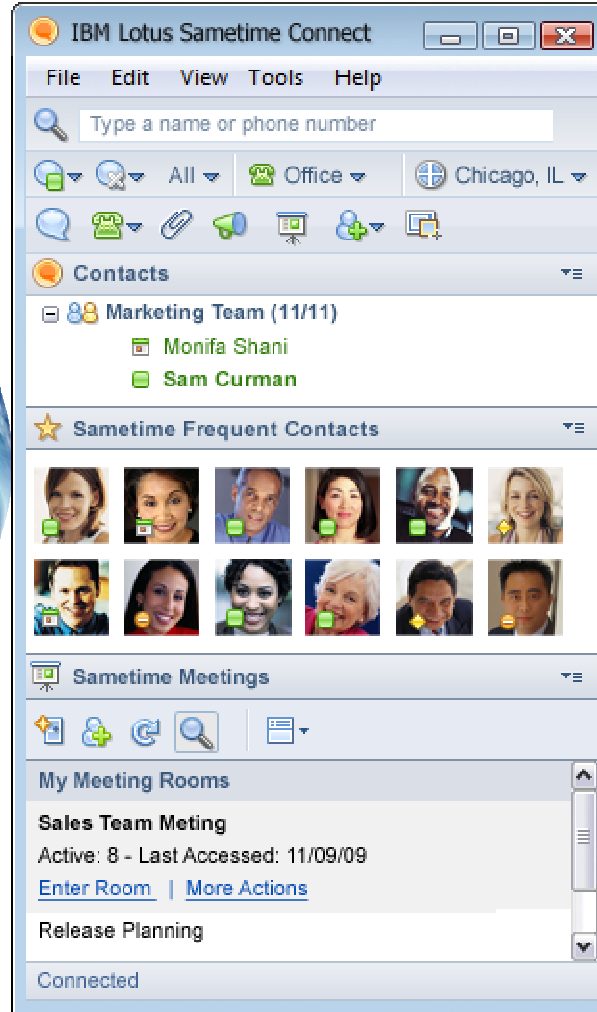 IBM Lotus Sametime Connect
File Edit View Tools Help
Type a name or phone number
All Office Chicago, IL
Contacts
Marketing Team (11/11)
Monifa Shani
Sam Curman
Sametime Frequent Contacts
Sametime Meetings
My Meeting Rooms
Sales Team Meting
Active: 8 - Last Accessed: 11/09/09
Enter Room | More Actions
Release Planning
Connected